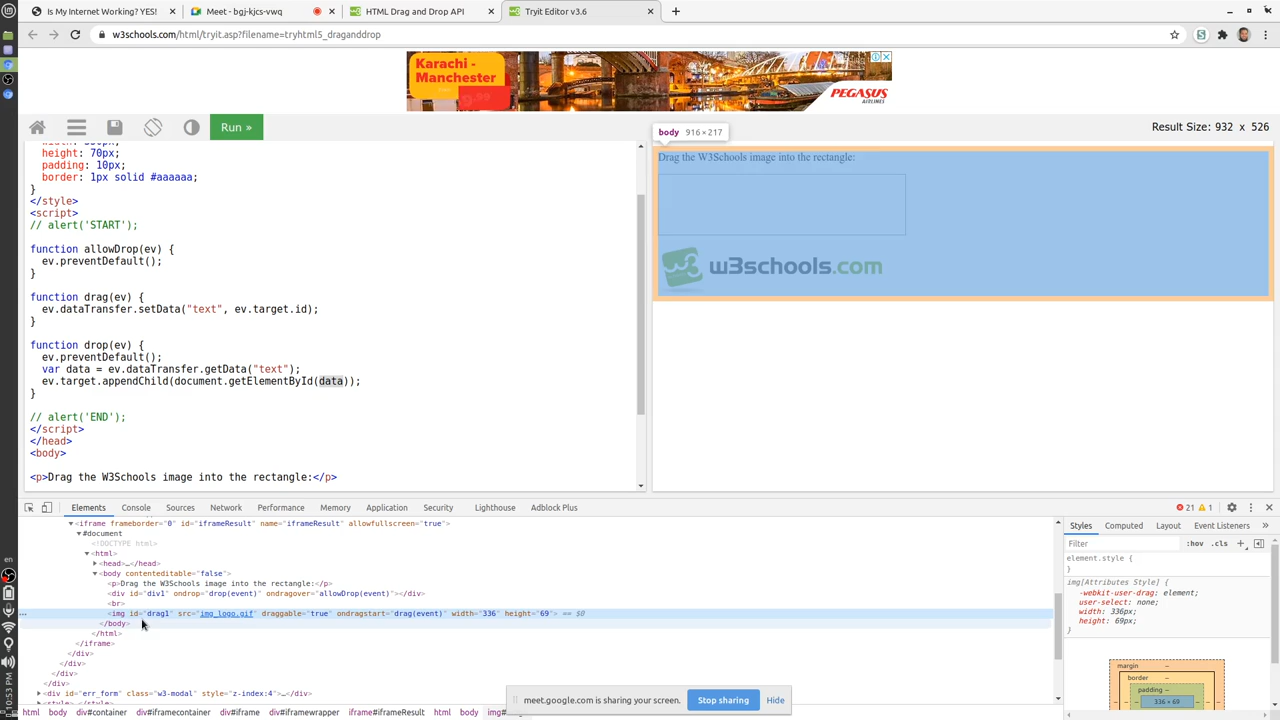 Is My Internet Working? YES!
Meet - bgj-kjcs-vwq
HTML Drag and Drop API
Tryit Editor v3.6
w3schools.com/html/tryit.asp?filename=tryhtml5_draganddrop
Karachi -
Manchester
9.99
PEGASUS
AIRLINES
Run »
Result Size: 932 x 526
body 916 × 217
height: 70px;
padding: 10px;
border: 1px solid #aaaaaa;
}
</style>
<script>
// alert('START');
function allowDrop(ev) {
ev.preventDefault();
}
function drag(ev) {
ev.dataTransfer.setData("text", ev.target.id);
}
function drop(ev) {
ev.preventDefault();
var data = ev.dataTransfer.getData("text");
ev.target.appendChild(document.getElementById(data));
}
// alert('END');
</script>
</head>
<body>
<p>Drag the W3Schools image into the rectangle:</p>
Drag the W3Schools image into the rectangle:
w3schools.com
Elements Console Sources Network Performance Memory Application Security Lighthouse Adblock Plus
21 1
<iframe frameborder="0" id="iframeResult" name="iframeResult" allowfullscreen="true">
#document
<!DOCTYPE html>
<html>
<head>…</head>
<body contenteditable="false">
<p>Drag the W3Schools image into the rectangle:</p>
<div id="div1" ondrop="drop(event)" ondragover="allowDrop(event)"></div>
<br>
<img id="drag1" src="img_logo.gif" draggable="true" ondragstart="drag(event)" width="336" height="69"> == $0
</body>
</html>
</iframe>
</div>
</div>
</div>
<div id="err_form" class="w3-modal" style="z-index:4">…</div>
html body div#container div#iframecontainer div#iframe div#iframewrapper iframe#iframeResult html body
Styles Computed Layout Event Listeners »
Filter
:hov .cls +
element.style {
}
img[Attributes Style] {
-webkit-user-drag: element;
user-select: none;
width: 336px;
height: 69px;
}
margin –
border –
padding –
336 × 69
meet.google.com is sharing your screen.
Stop sharing
Hide
en